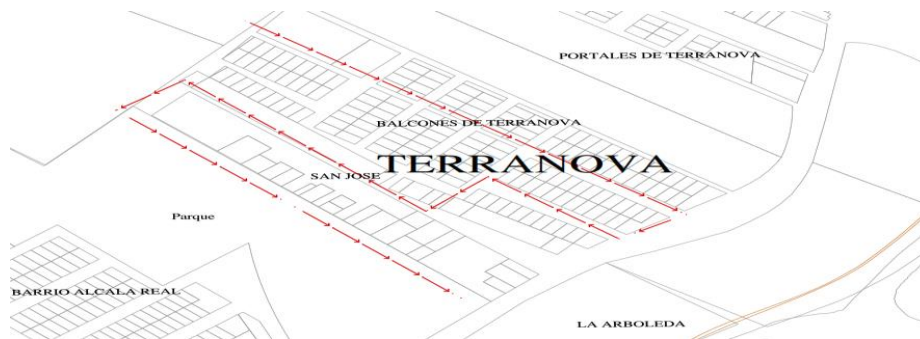 PORTALES DE TERRANOVA
BALCONES DE TERRANOVA
TERRANOVA
SAN JOSE
Parque
BARRIO ALCALA REAL
LA ARBOLEDA